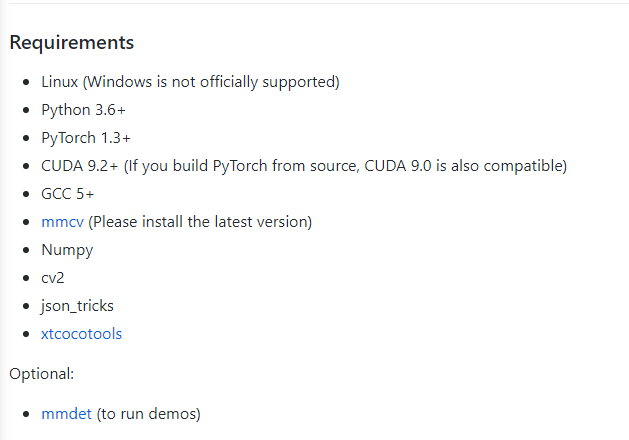 Requirements
Linux (Windows is not officially supported)
Python 3.6+
PyTorch 1.3+
CUDA 9.2+ (If you build PyTorch from source, CUDA 9.0 is also compatible)
GCC 5+
mmcv (Please install the latest version)
Numpy
cv2
json_tricks
xtcocotools
Optional:
mmdet (to run demos)